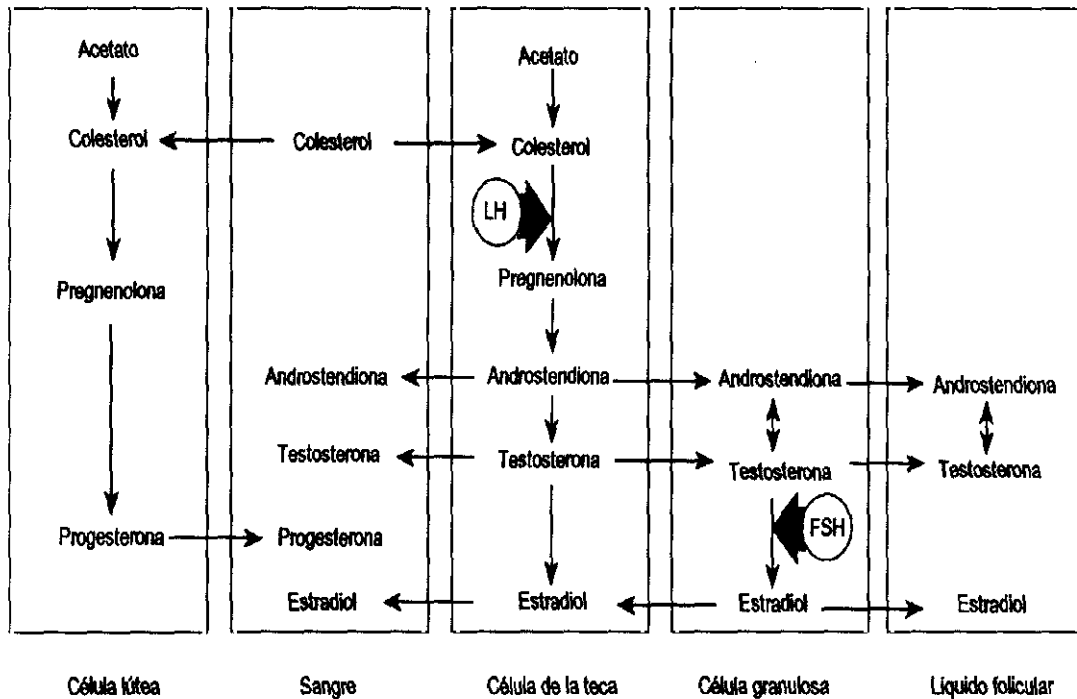 Acetato
Acetato
Colesterol
Colesterol
Colesterol
LH
Pregnenolona
Pregnenolona
Androstendiona
Androstendiona
Androstendiona
Androstendiona
Testosterona
Testosterona
Testosterona
Testosterona
FSH
Progesterona
Progesterona
Estradiol
Estradiol
Estradiol
Estradiol
Célula lútea
Sangre
Célula de la teca
Célula granulosa
Líquido folicular